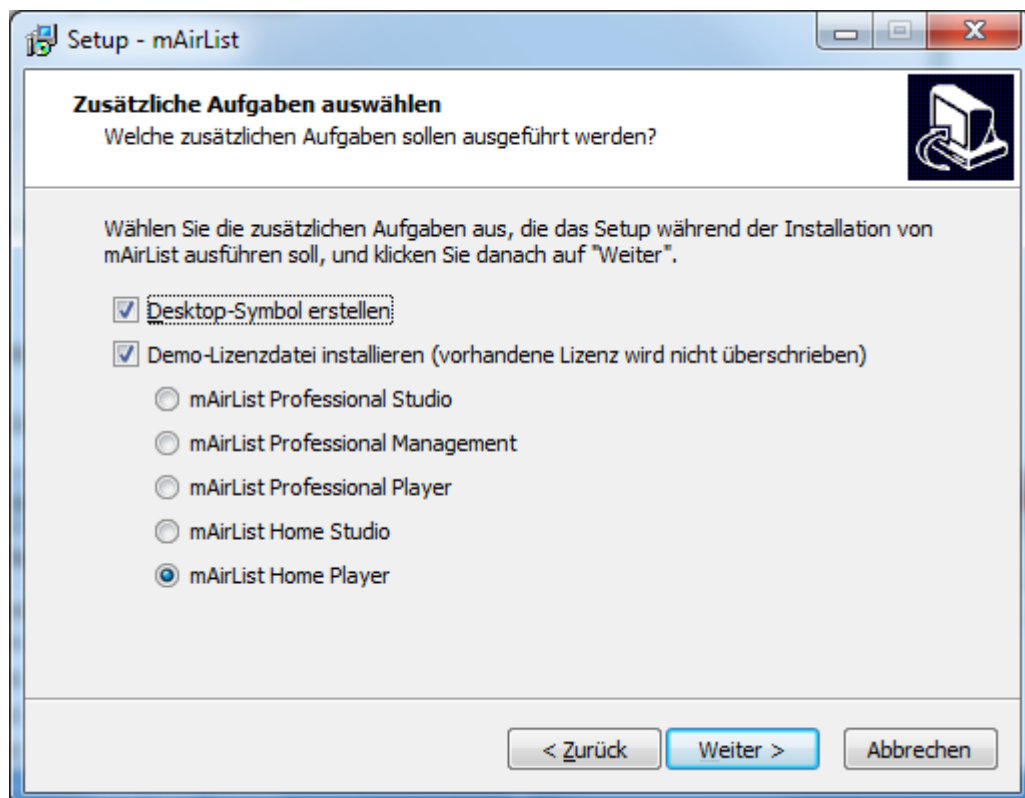 Setup - mAirList
Zusätzliche Aufgaben auswählen
Welche zusätzlichen Aufgaben sollen ausgeführt werden?
Wählen Sie die zusätzlichen Aufgaben aus, die das Setup während der Installation von
mAirList ausführen soll, und klicken Sie danach auf "Weiter".
Desktop-Symbol erstellen
Demo-Lizenzdatei installieren (vorhandene Lizenz wird nicht überschrieben)
mAirList Professional Studio
mAirList Professional Management
mAirList Professional Player
mAirList Home Studio
mAirList Home Player
< Zurück
Weiter >
Abbrechen